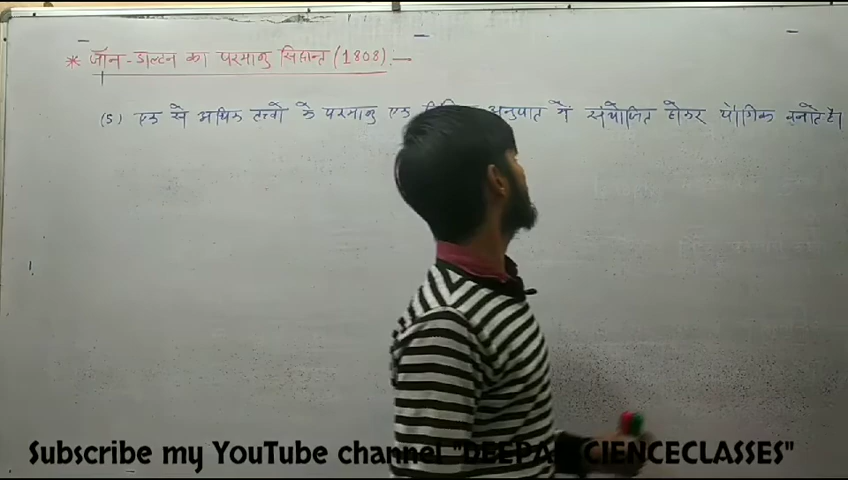 * जॉन-डाल्टन का परमाणु सिद्धान्त (1808) :—
(5) एक से अधिक तत्त्वों के परमाणु एक अनुपात में संयोजित होकर यौगिक बनाते है।
Subscribe my YouTube channel "DEEPAK SCIENCECLASSES"